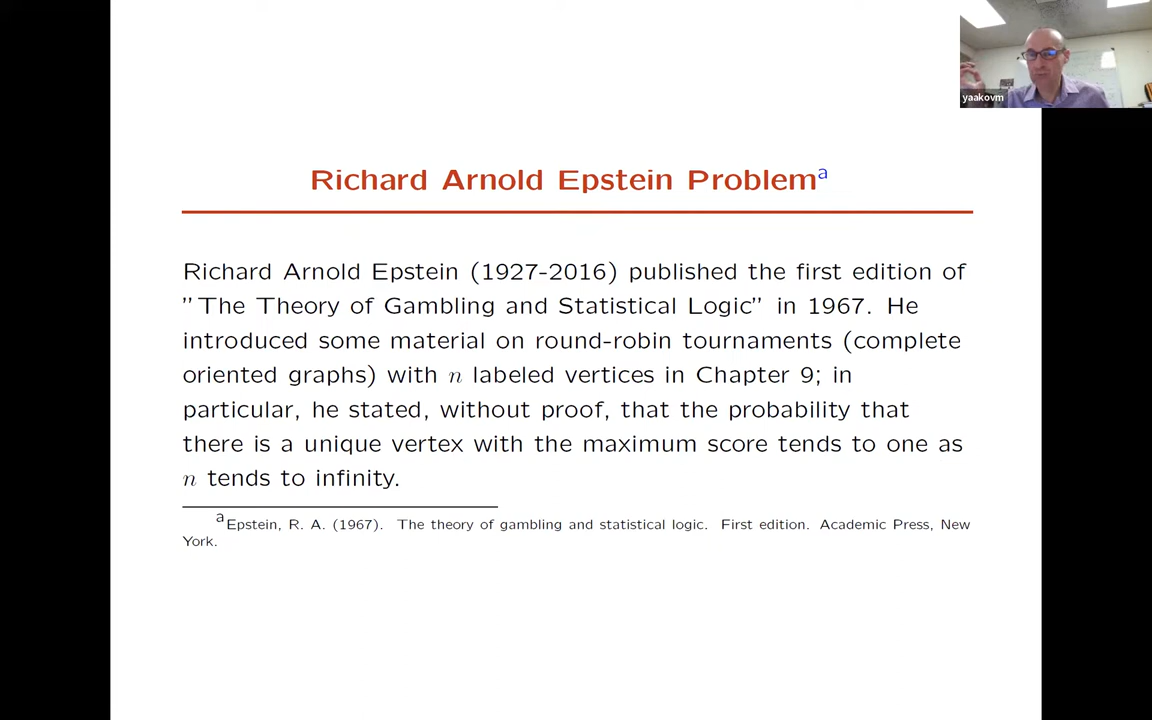 yaakovm
Richard Arnold Epstein Problemᵃ
Richard Arnold Epstein (1927-2016) published the first edition of
"The Theory of Gambling and Statistical Logic" in 1967. He
introduced some material on round-robin tournaments (complete
oriented graphs) with n labeled vertices in Chapter 9; in
particular, he stated, without proof, that the probability that
there is a unique vertex with the maximum score tends to one as
n tends to infinity.
ᵃEpstein, R. A. (1967). The theory of gambling and statistical logic. First edition. Academic Press, New
York.